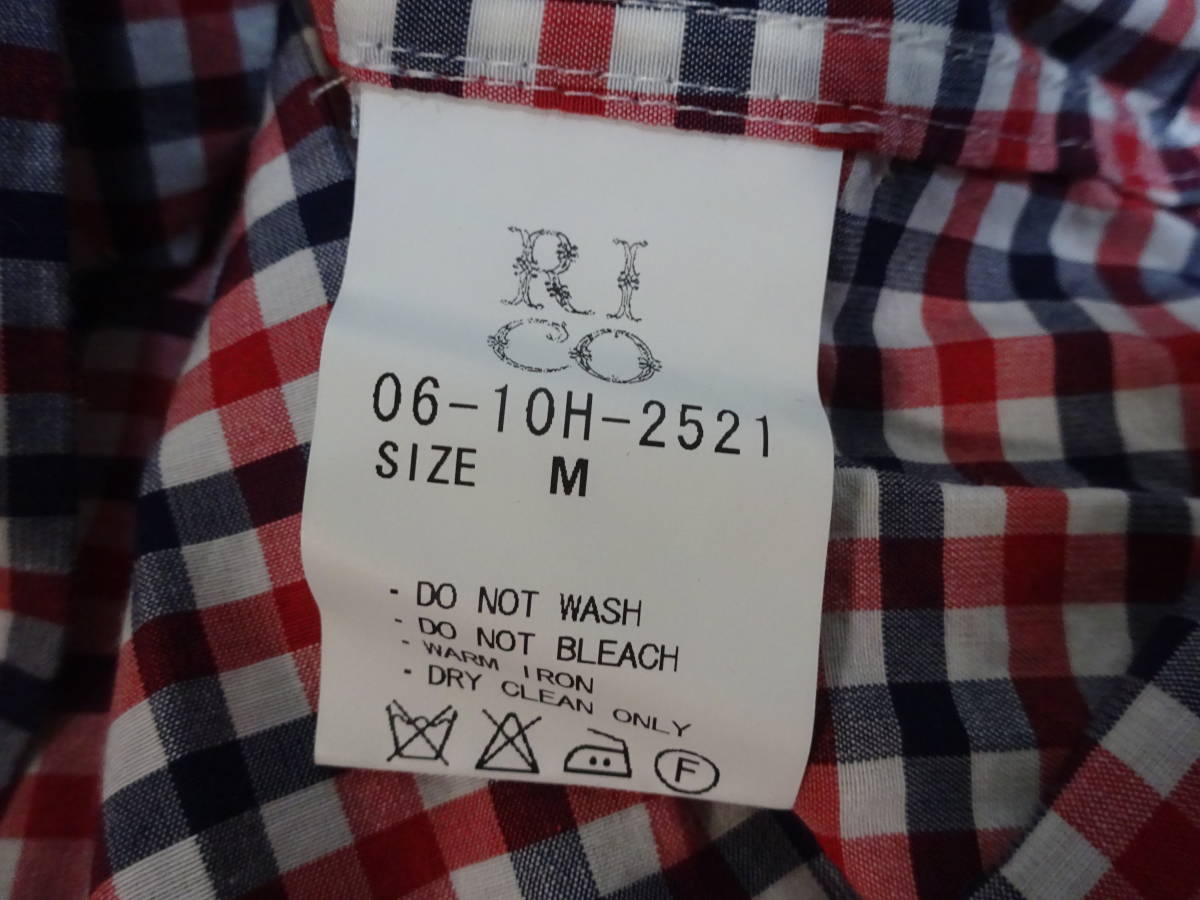 RI
CO
06-10H-2521
SIZE M
- DO NOT WASH
- DO NOT BLEACH
- WARM IRON
- DRY CLEAN ONLY
F